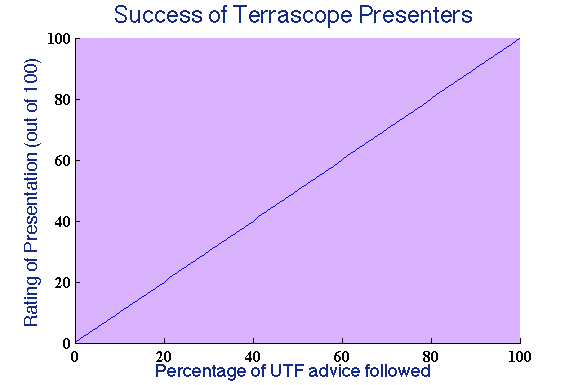 Success of Terrascope Presenters
Rating of Presentation (out of 100)
100
80
60
40
20
0
0 20 40 60 80 100
Percentage of UTF advice followed